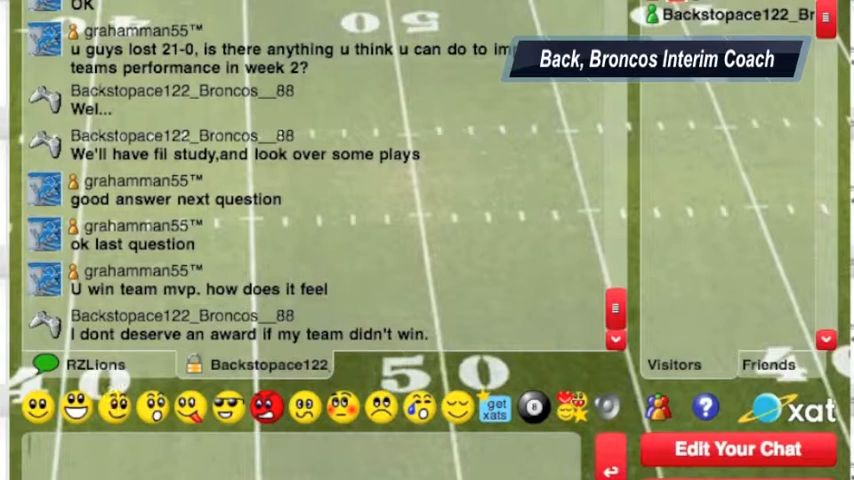 OK
Backstopace122_Br
grahamman55™
u guys lost 21-0, is there anything u think u can do to im
teams performance in week 2?
Back, Broncos Interim Coach
Backstopace122_Broncos__88
Wel...
Backstopace122_Broncos__88
We'll have fil study,and look over some plays
grahamman55™
good answer next question
grahamman55™
ok last question
grahamman55™
U win team mvp. how does it feel
Backstopace122_Broncos__88
I dont deserve an award if my team didn't win.
RZLions
Backstopace122
Visitors
Friends
50
50
get
xats
8
?
xat
Edit Your Chat